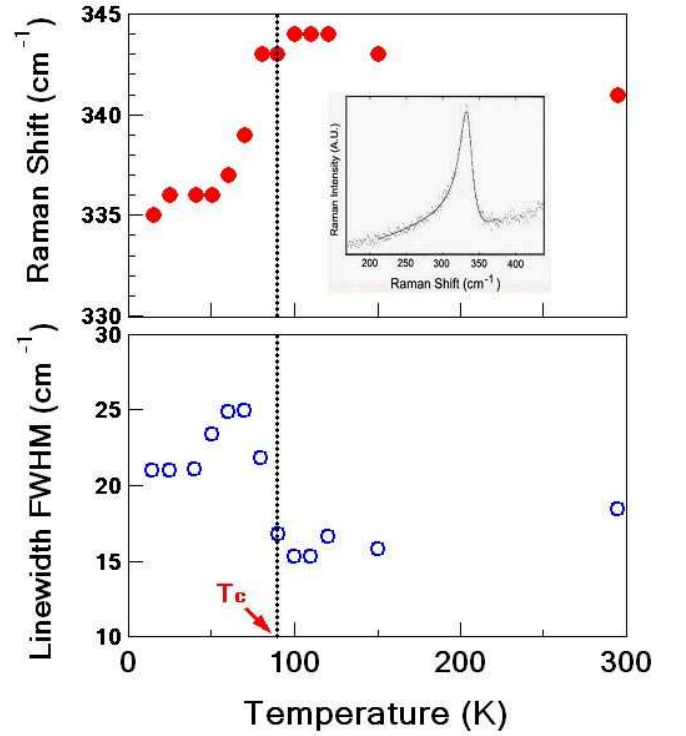 345
340
335
330
Raman Shift (cm⁻¹)
Raman Intensity (A.U.)
200 250 300 350 400
Raman Shift (cm⁻¹)
30
25
20
15
10
Linewidth FWHM (cm⁻¹)
Tc
0 100 200 300
Temperature (K)